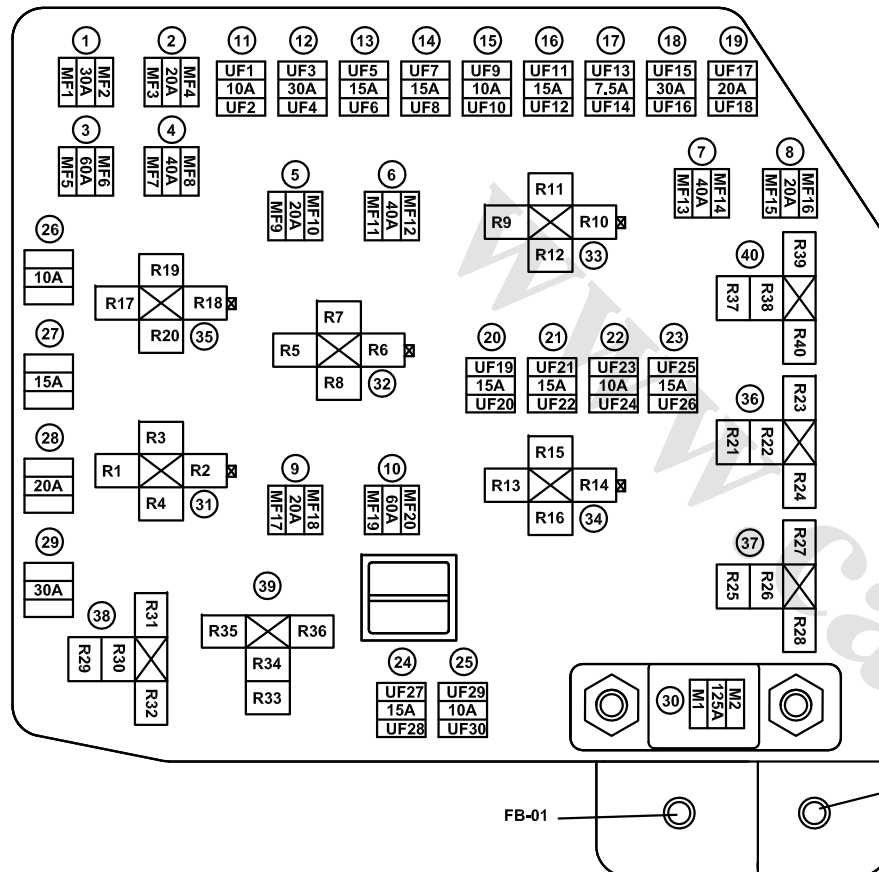 1 2 11 12 13 14 15 16 17 18 19
MF1 30A MF2
MF3 20A MF4
UF1 10A UF2
UF3 30A UF4
UF5 15A UF6
UF7 15A UF8
UF9 10A UF10
UF11 15A UF12
UF13 7.5A UF14
UF15 30A UF16
UF17 20A UF18
3 4
MF5 60A MF6
MF7 40A MF8
5 6
MF9 20A MF10
MF11 40A MF12
7 8
MF13 40A MF14
MF15 20A MF16
R11
R9 R10
R12 33
26
10A
R19
R17 R18
R20 35
R7
R5 R6
R8 32
40
R39
R37 R38
R40
27
15A
20 21 22 23
UF19 15A UF20
UF21 15A UF22
UF23 10A UF24
UF25 15A UF26
36
R23
R21 R22
R24
28
20A
R3
R1 R2
R4 31
9 10
MF17 20A MF18
MF19 60A MF20
R15
R13 R14
R16 34
37
R27
R25 R26
R28
29
30A
38
R31
R29 R30
R32
39
R35 R36
R34
R33
24 25
UF27 15A UF28
UF29 10A UF30
30
M1 125A M2
FB-01
www.ca